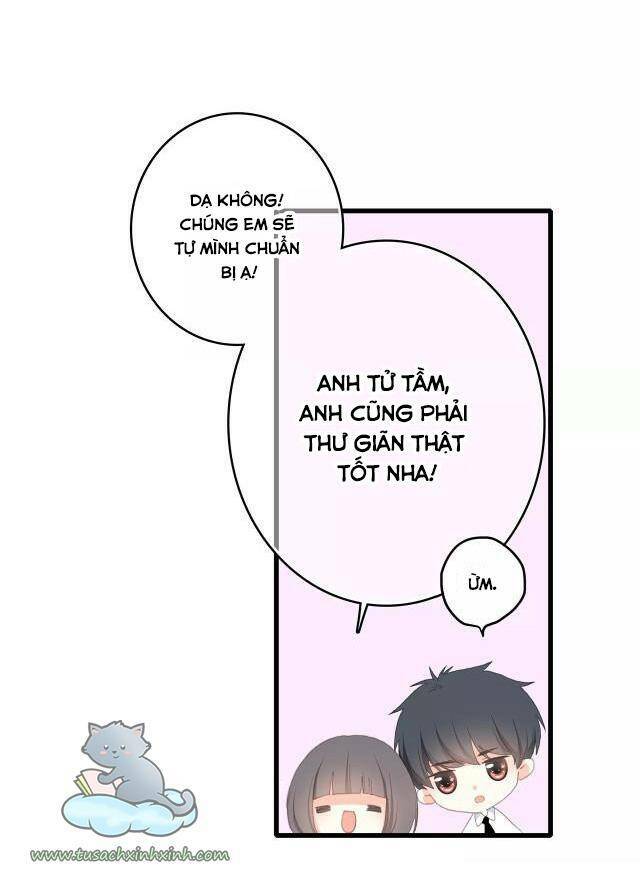 DẠ KHÔNG!
CHÚNG EM SẼ
TỰ MÌNH CHUẨN
BỊ Ạ!
ANH TỬ TẦM,
ANH CŨNG PHẢI
THƯ GIÃN THẬT
TỐT NHA!
ỪM.
www.tusachxinhxinh.com